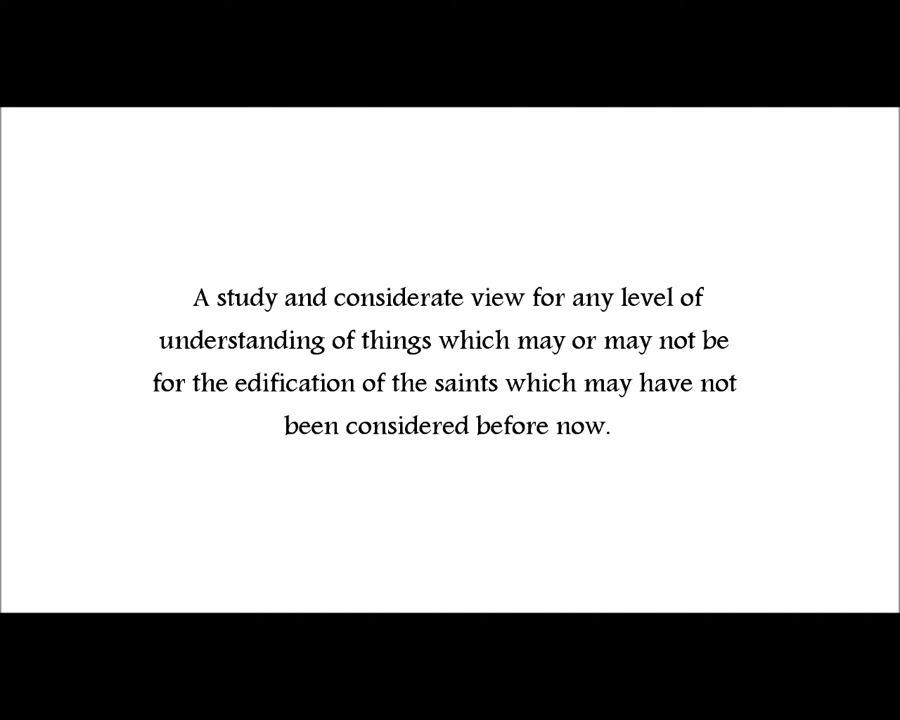 A study and considerate view for any level of
understanding of things which may or may not be
for the edification of the saints which may have not
been considered before now.